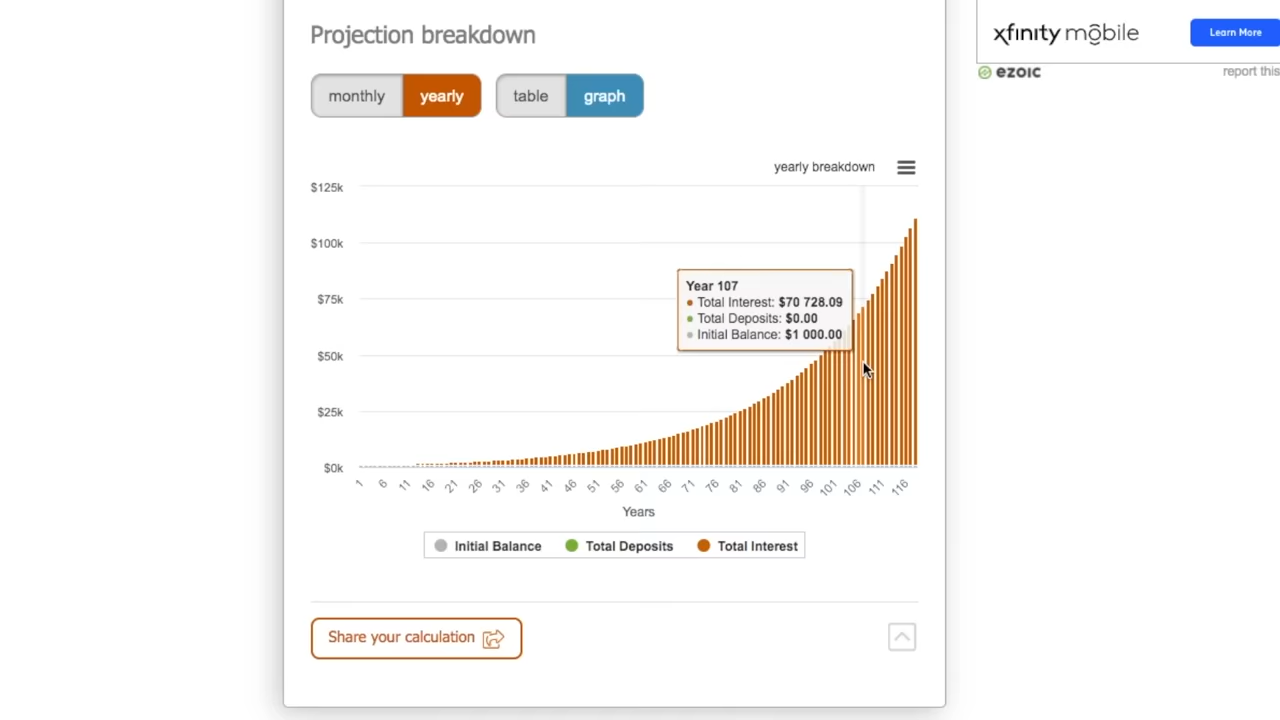 Projection breakdown
monthly yearly table graph
yearly breakdown
$125k
$100k
$75k
$50k
$25k
$0k
Year 107
Total Interest: $70 728.09
Total Deposits: $0.00
Initial Balance: $1 000.00
1 6 11 16 21 26 31 36 41 46 51 56 61 66 71 76 81 86 91 96 101 106 111 116
Years
Initial Balance Total Deposits Total Interest
Share your calculation
xfinity mobile
Learn More
ezoic
report this